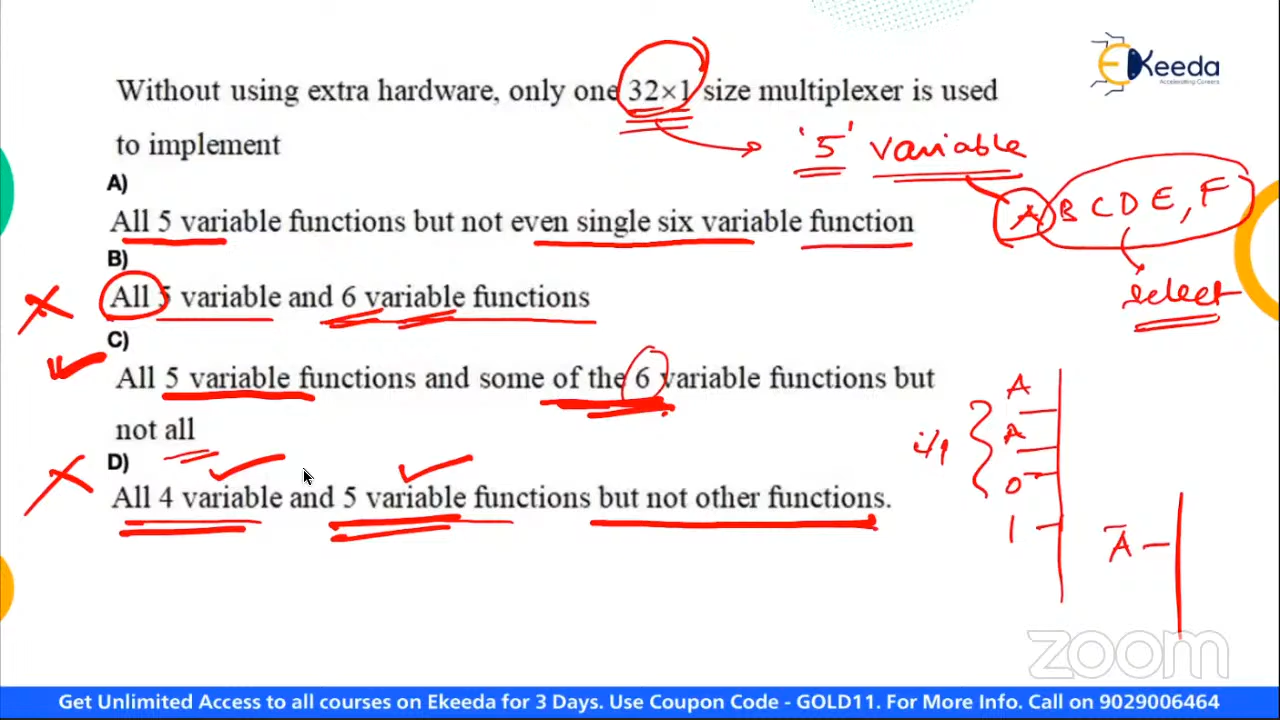 EKeeda
Accelerating Careers
Without using extra hardware, only one 32×1 size multiplexer is used
to implement
'5' variable
A)
A B C D E, F
All 5 variable functions but not even single six variable function
B)
All 5 variable and 6 variable functions
select
C)
All 5 variable functions and some of the 6 variable functions but
not all
A
A
i/p
0
1
D)
All 4 variable and 5 variable functions but not other functions.
Ā
zoom
Get Unlimited Access to all courses on Ekeeda for 3 Days. Use Coupon Code - GOLD11. For More Info. Call on 9029006464